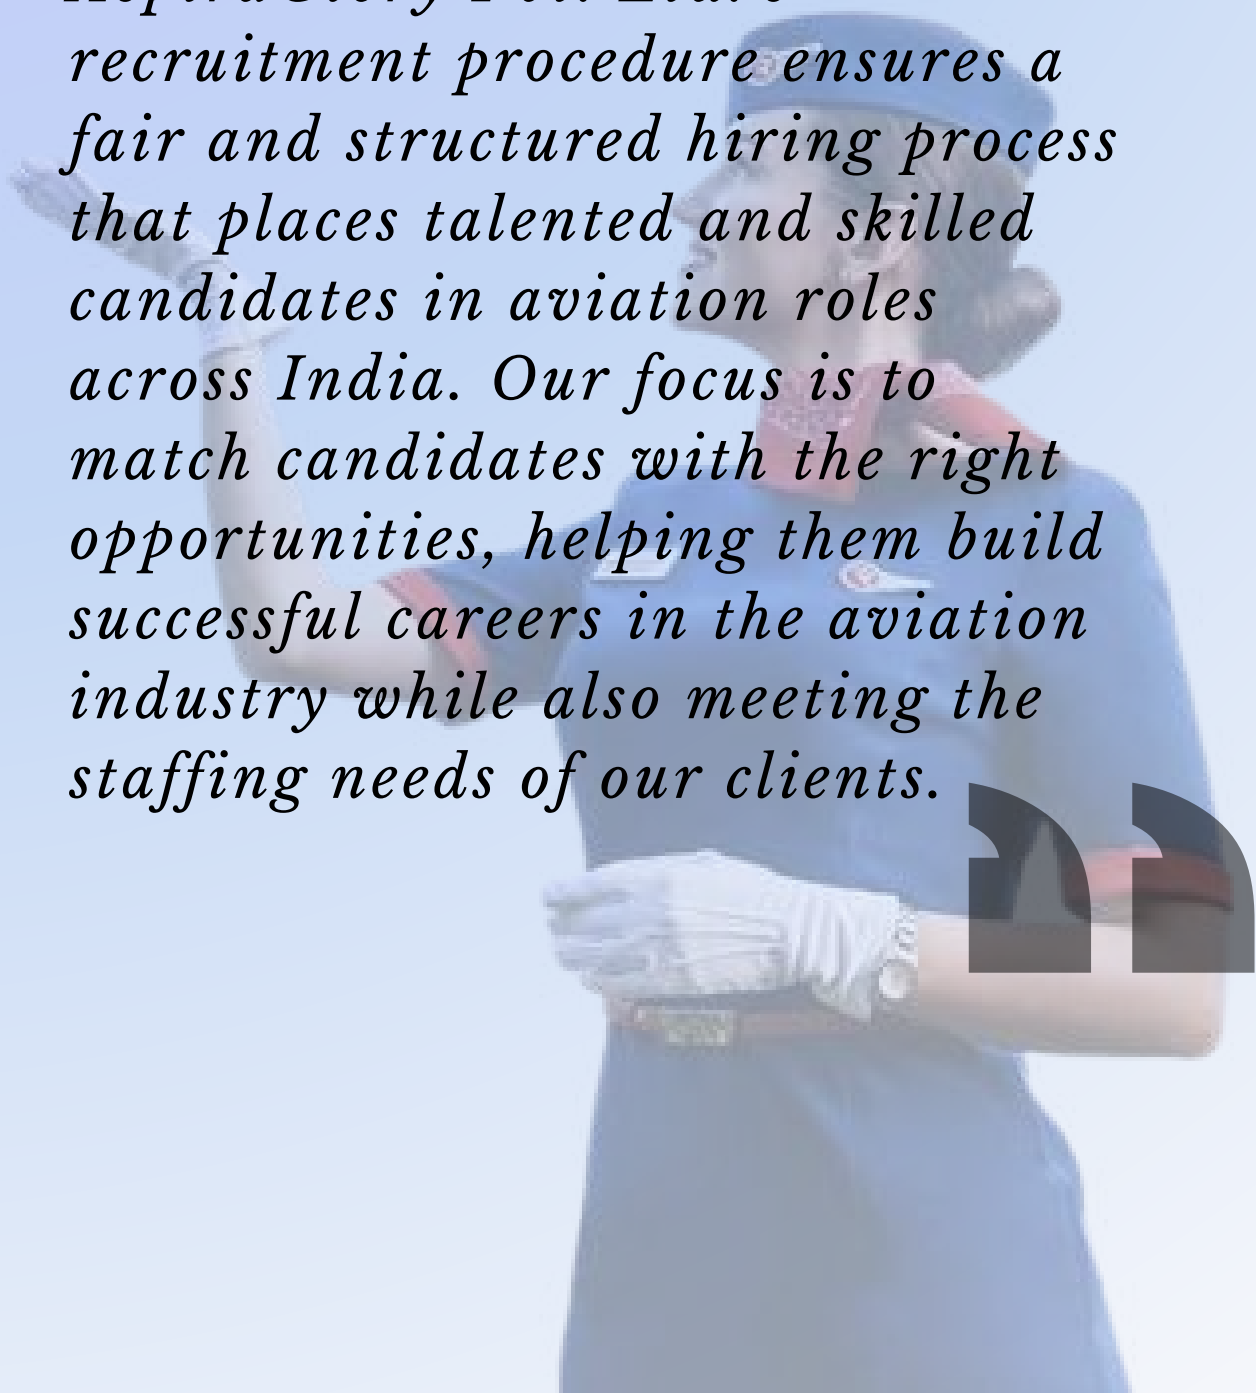 recruitment procedure ensures a
fair and structured hiring process
that places talented and skilled
candidates in aviation roles
across India. Our focus is to
match candidates with the right
opportunities, helping them build
successful careers in the aviation
industry while also meeting the
staffing needs of our clients.
”